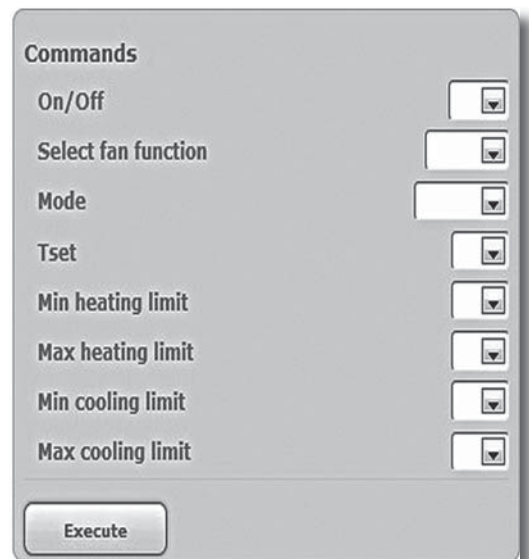 Commands
On/Off
Select fan function
Mode
Tset
Min heating limit
Max heating limit
Min cooling limit
Max cooling limit
Execute